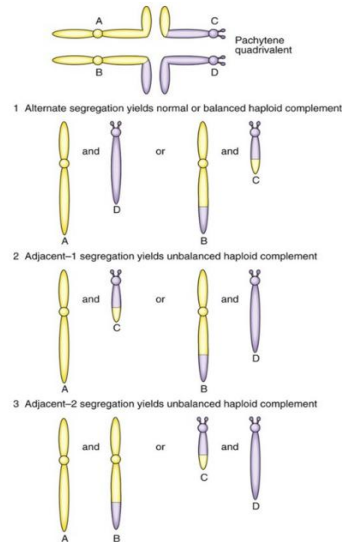 A C
Pachytene
quadrivalent
B D
1 Alternate segregation yields normal or balanced haploid complement
and or and
D C
A B
2 Adjacent–1 segregation yields unbalanced haploid complement
and or and
C D
A B
3 Adjacent–2 segregation yields unbalanced haploid complement
and or and
C
A B D